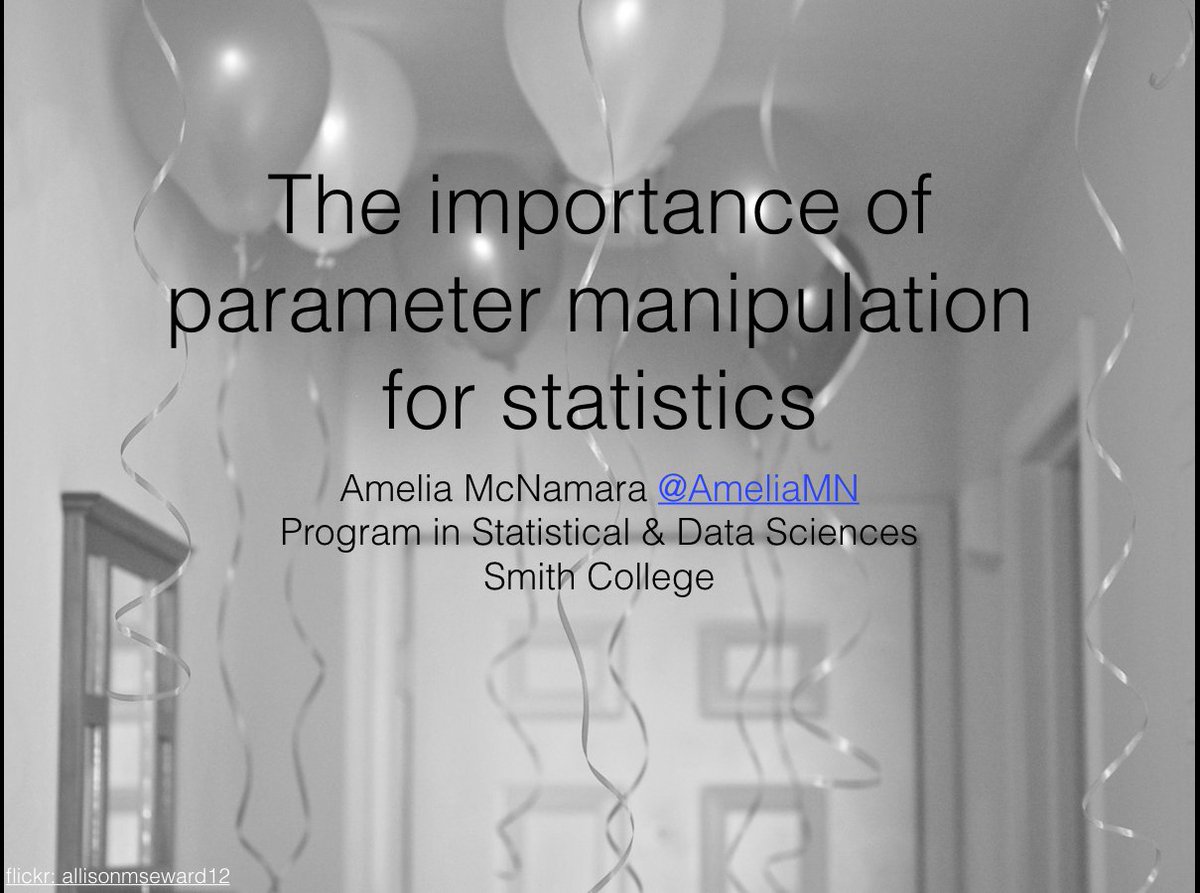 The importance of
parameter manipulation
for statistics
Amelia McNamara @AmeliaMN
Program in Statistical & Data Sciences
Smith College
flickr: allisonmseward12